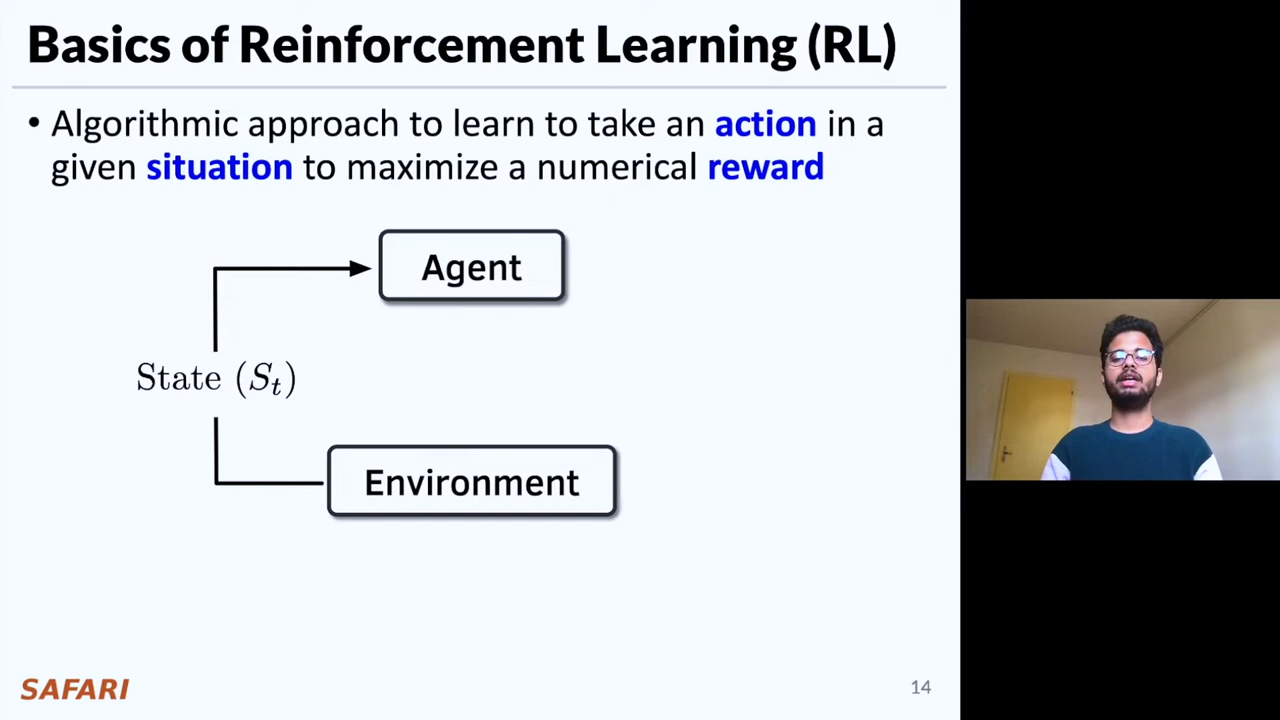 Basics of Reinforcement Learning (RL)
• Algorithmic approach to learn to take an action in a
given situation to maximize a numerical reward
Agent
State (Sₜ)
Environment
SAFARI
14